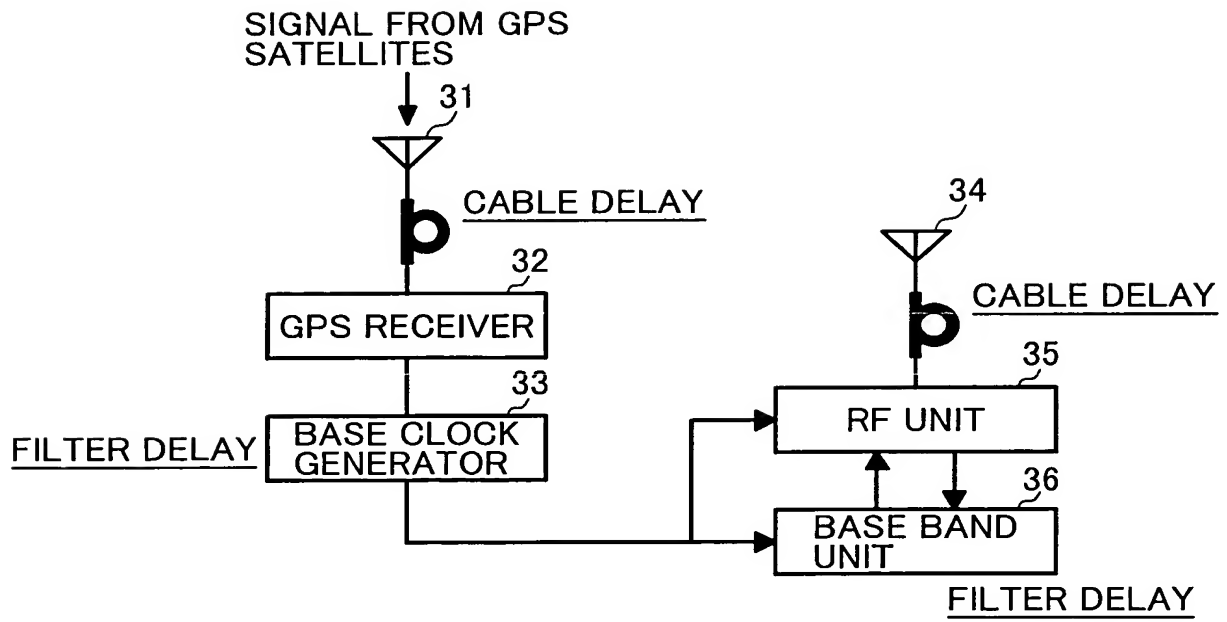 SIGNAL FROM GPS
SATELLITES
31
CABLE DELAY
34
32
GPS RECEIVER
CABLE DELAY
33
35
BASE CLOCK
GENERATOR
RF UNIT
FILTER DELAY
36
BASE BAND
UNIT
FILTER DELAY